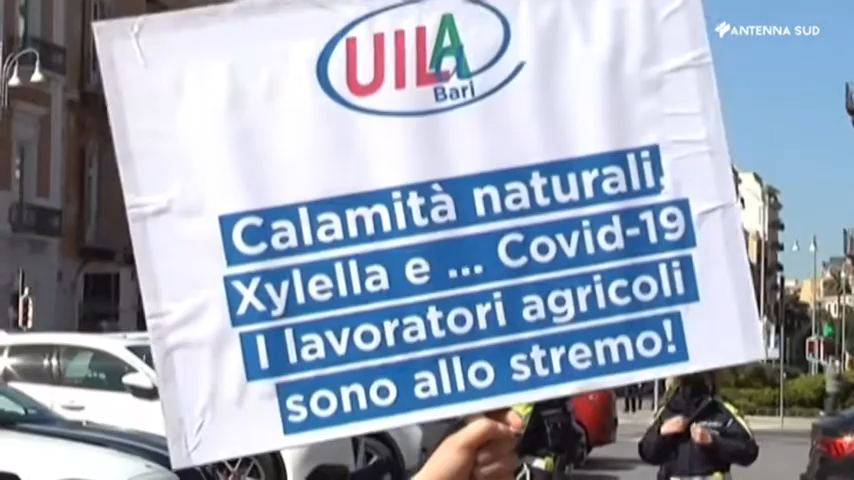 ANTENNA SUD
UILA
Bari
Calamità naturali,
Xylella e ... Covid-19
I lavoratori agricoli
sono allo stremo!